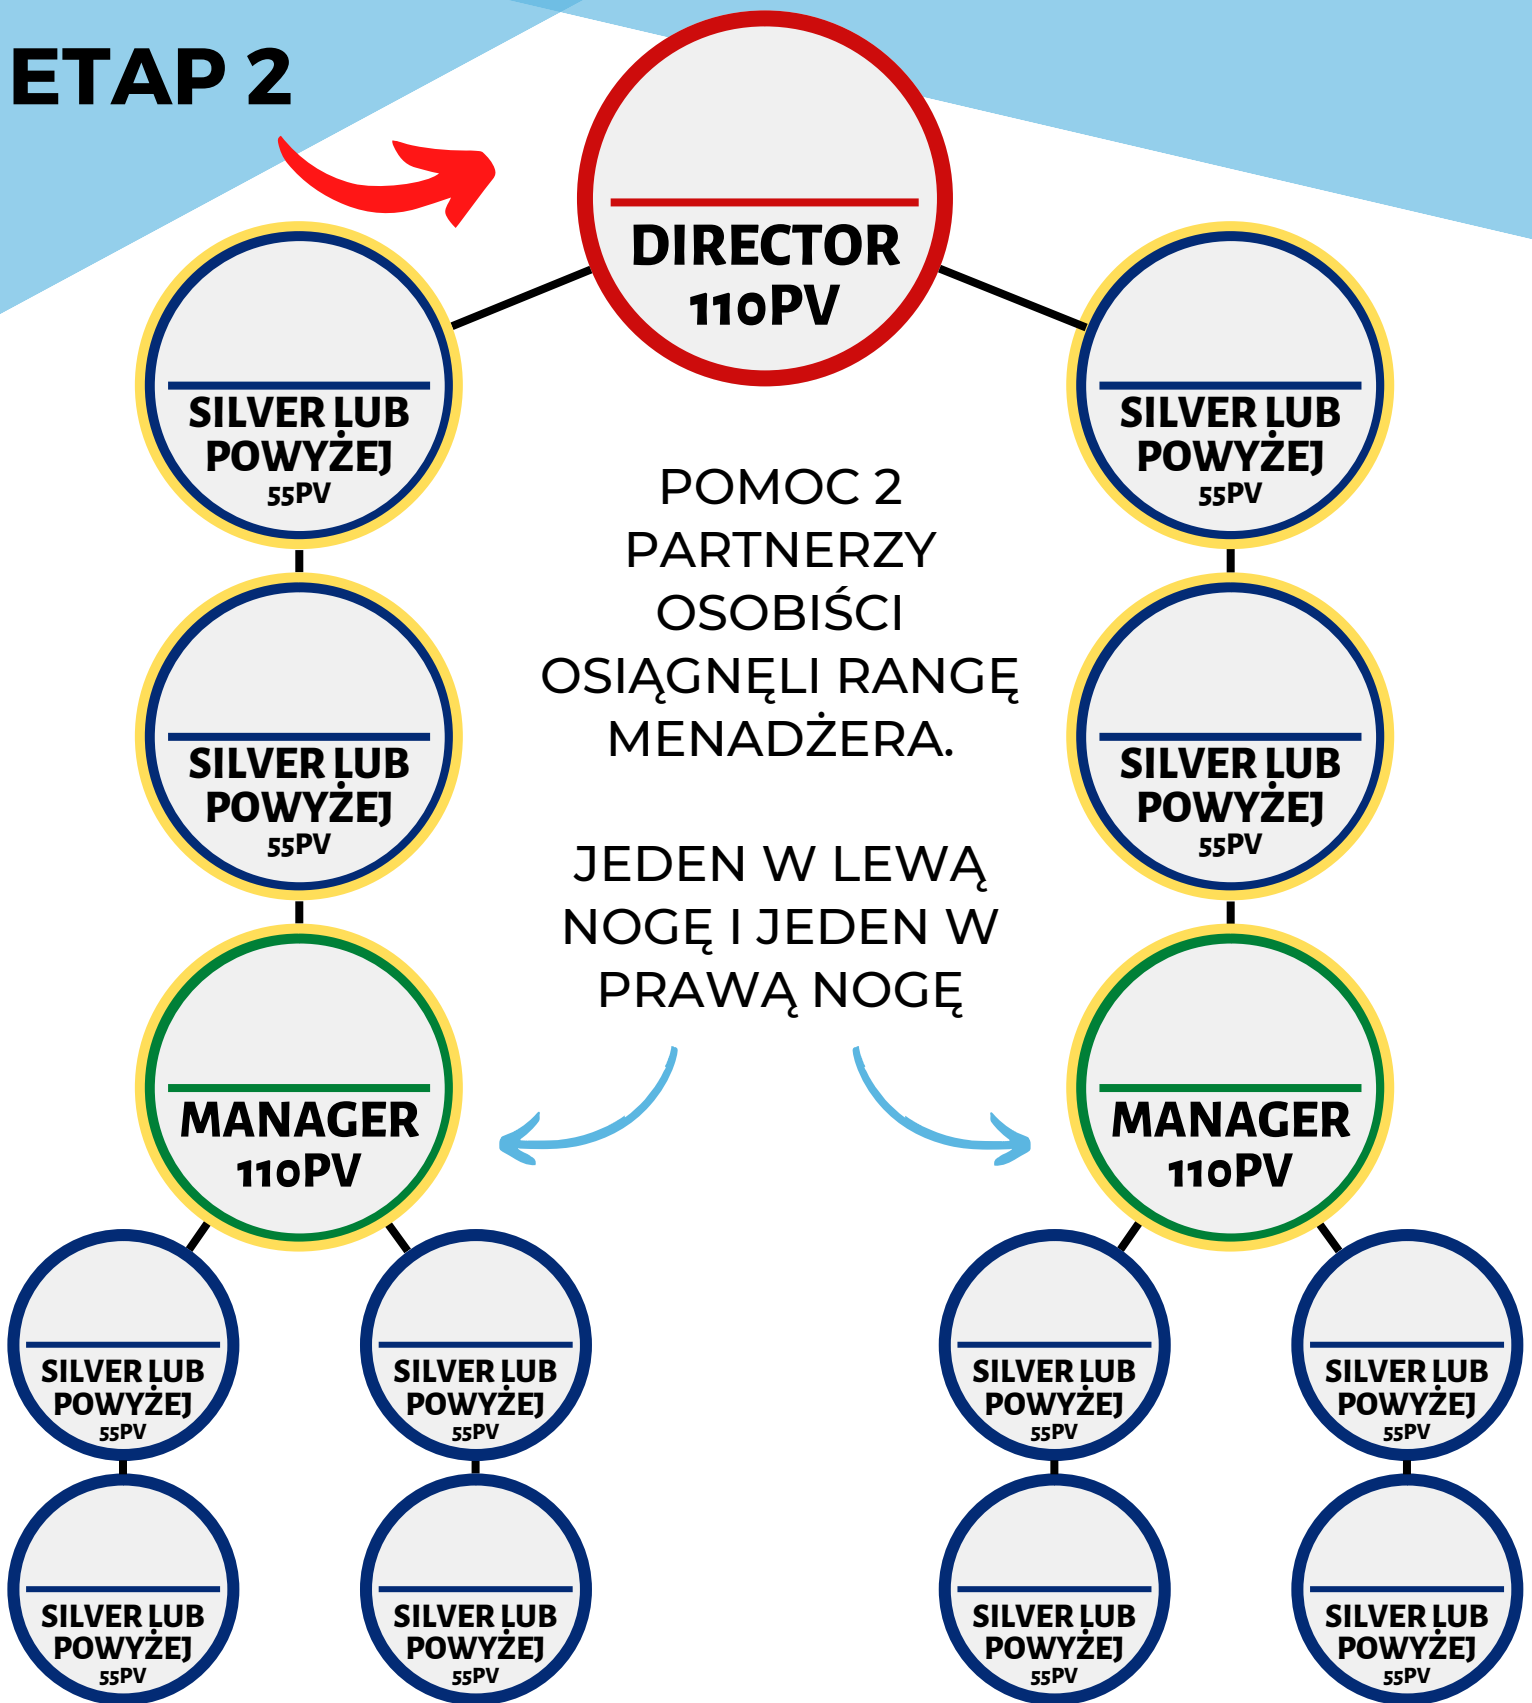 ETAP 2
DIRECTOR
110PV
SILVER LUB
POWYŻEJ
55PV
SILVER LUB
POWYŻEJ
55PV
POMOC 2
PARTNERZY
OSOBIŚCI
OSIĄGNĘLI RANGĘ
MENADŻERA.
SILVER LUB
POWYŻEJ
55PV
SILVER LUB
POWYŻEJ
55PV
JEDEN W LEWĄ
NOGĘ I JEDEN W
PRAWĄ NOGĘ
MANAGER
110PV
MANAGER
110PV
SILVER LUB
POWYŻEJ
55PV
SILVER LUB
POWYŻEJ
55PV
SILVER LUB
POWYŻEJ
55PV
SILVER LUB
POWYŻEJ
55PV
SILVER LUB
POWYŻEJ
55PV
SILVER LUB
POWYŻEJ
55PV
SILVER LUB
POWYŻEJ
55PV
SILVER LUB
POWYŻEJ
55PV